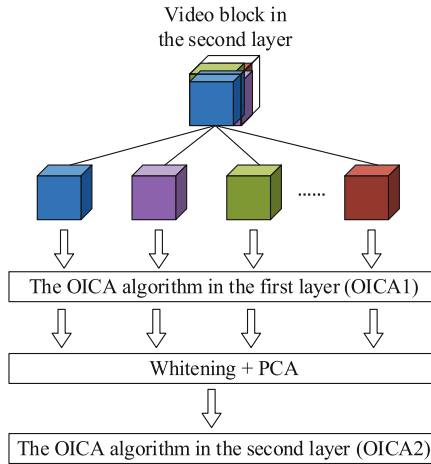 Video block in
the second layer
......
The OICA algorithm in the first layer (OICA1)
Whitening + PCA
The OICA algorithm in the second layer (OICA2)